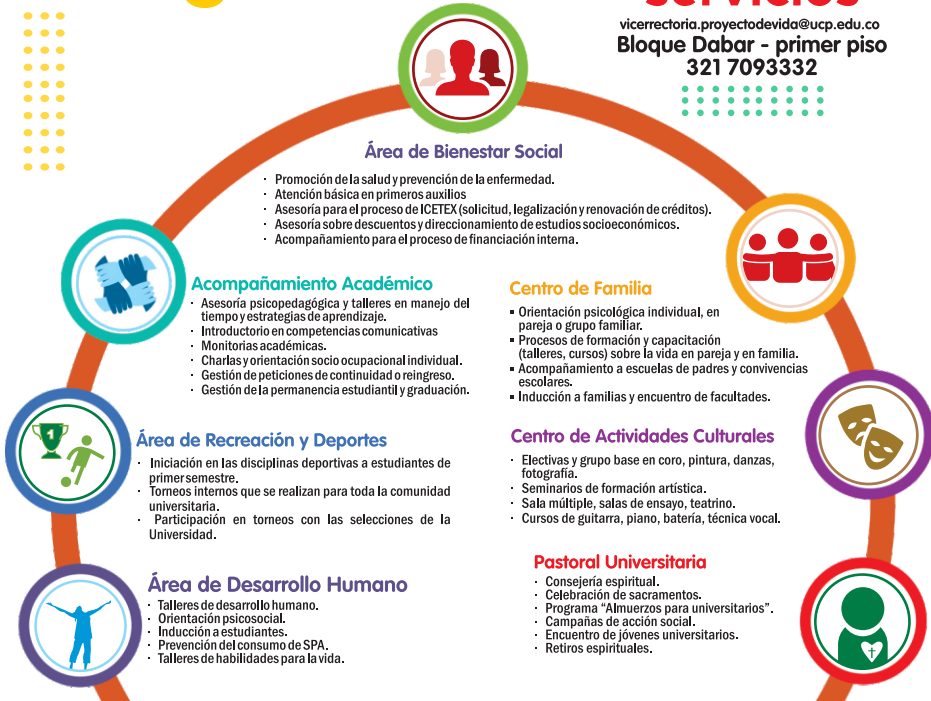 servicios
vicerrectoria.proyectodevida@ucp.edu.co
Bloque Dabar - primer piso
321 7093332
Área de Bienestar Social
· Promoción de la salud y prevención de la enfermedad.
· Atención básica en primeros auxilios
· Asesoría para el proceso de ICETEX (solicitud, legalización y renovación de créditos).
· Asesoría sobre descuentos y direccionamiento de estudios socioeconómicos.
· Acompañamiento para el proceso de financiación interna.
Acompañamiento Académico
· Asesoría psicopedagógica y talleres en manejo del
tiempo y estrategias de aprendizaje.
· Introductorio en competencias comunicativas
· Monitorias académicas.
· Charlas y orientación socio ocupacional individual.
· Gestión de peticiones de continuidad o reingreso.
· Gestión de la permanencia estudiantil y graduación.
Centro de Familia
▪ Orientación psicológica individual, en
pareja o grupo familiar.
▪ Procesos de formación y capacitación
(talleres, cursos) sobre la vida en pareja y en familia.
▪ Acompañamiento a escuelas de padres y convivencias
escolares.
▪ Inducción a familias y encuentro de facultades.
Área de Recreación y Deportes
· Iniciación en las disciplinas deportivas a estudiantes de
primer semestre.
· Torneos internos que se realizan para toda la comunidad
universitaria.
· Participación en torneos con las selecciones de la
Universidad.
1
Centro de Actividades Culturales
· Electivas y grupo base en coro, pintura, danzas,
fotografía.
· Seminarios de formación artística.
· Sala múltiple, salas de ensayo, teatrino.
· Cursos de guitarra, piano, batería, técnica vocal.
Área de Desarrollo Humano
· Talleres de desarrollo humano.
· Orientación psicosocial.
· Inducción a estudiantes.
· Prevención del consumo de SPA.
· Talleres de habilidades para la vida.
Pastoral Universitaria
· Consejería espiritual.
· Celebración de sacramentos.
· Programa "Almuerzos para universitarios".
· Campañas de acción social.
· Encuentro de jóvenes universitarios.
· Retiros espirituales.